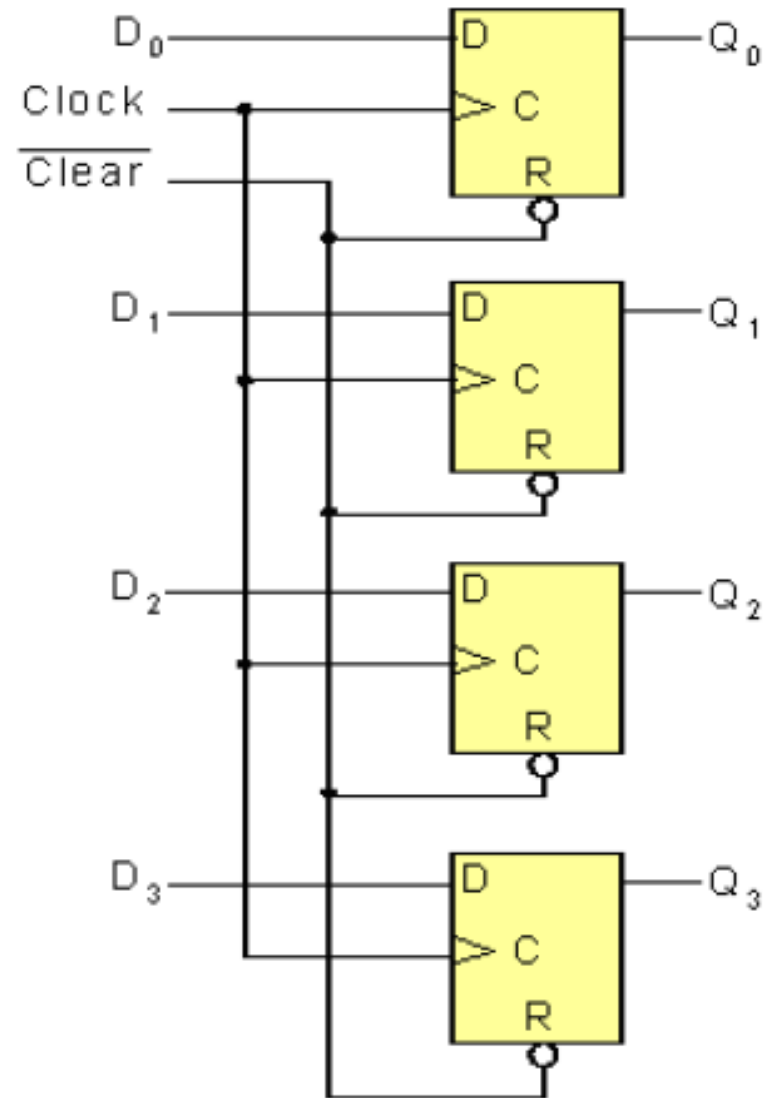 D0 D Q0
Clock C
Clear R
D1 D Q1
C
R
D2 D Q2
C
R
D3 D Q3
C
R